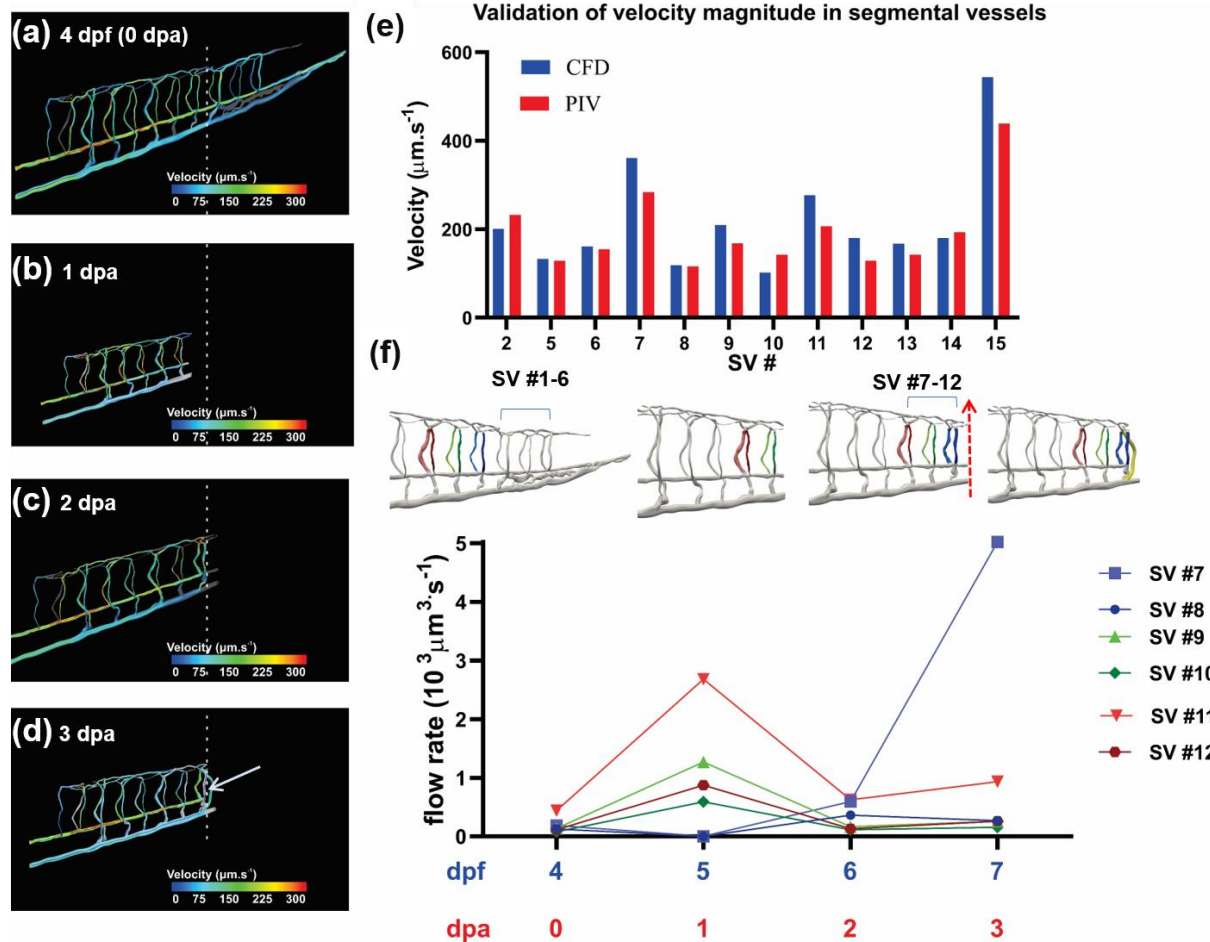 (a) 4 dpf (0 dpa)
Velocity (µm.s⁻¹)
0 75 150 225 300
(b) 1 dpa
Velocity (µm.s⁻¹)
0 75 150 225 300
(c) 2 dpa
Velocity (µm.s⁻¹)
0 75 150 225 300
(d) 3 dpa
Velocity (µm.s⁻¹)
0 75 150 225 300
Validation of velocity magnitude in segmental vessels
(e)
CFD
PIV
Velocity (µm.s⁻¹)
600
400
200
0
2 5 6 7 8 9 10 11 12 13 14 15
SV #
(f)
SV #1-6
SV #7-12
flow rate (10³µm³·s⁻¹)
5
4
3
2
1
0
SV #7
SV #8
SV #9
SV #10
SV #11
SV #12
dpf 4 5 6 7
dpa 0 1 2 3